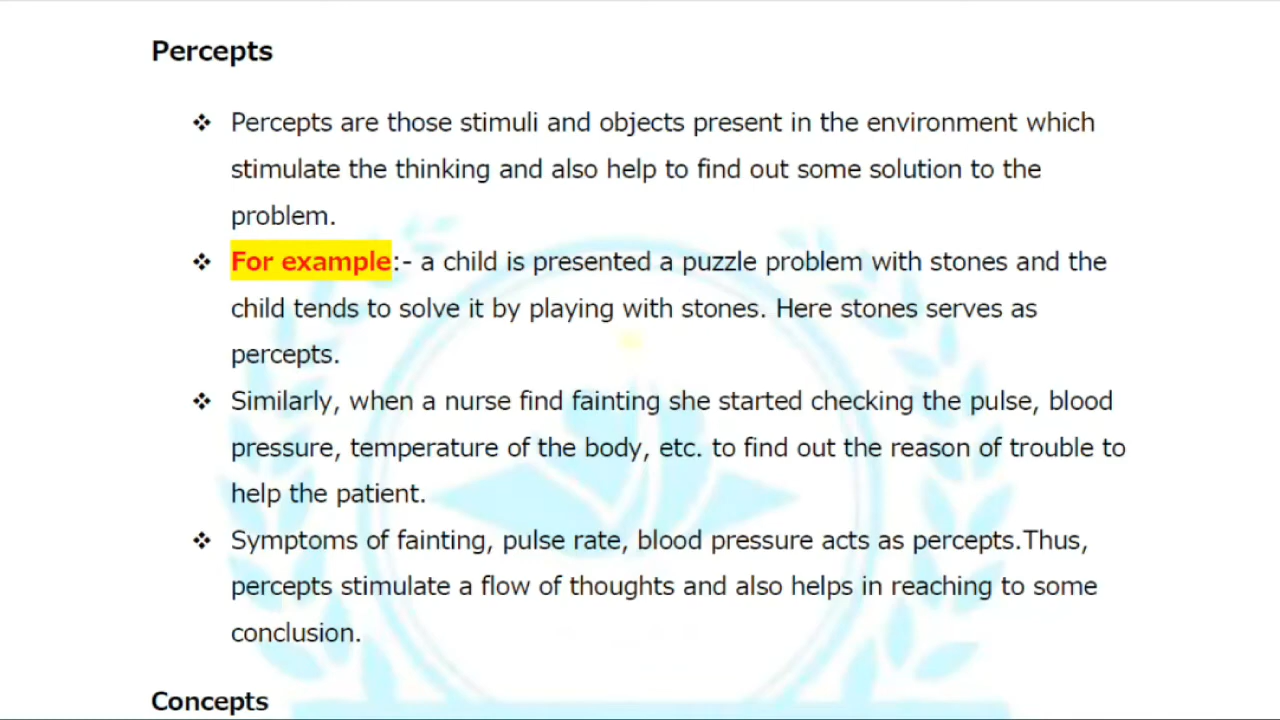 Percepts
❖ Percepts are those stimuli and objects present in the environment which
stimulate the thinking and also help to find out some solution to the
problem.
❖ For example:- a child is presented a puzzle problem with stones and the
child tends to solve it by playing with stones. Here stones serves as
percepts.
❖ Similarly, when a nurse find fainting she started checking the pulse, blood
pressure, temperature of the body, etc. to find out the reason of trouble to
help the patient.
❖ Symptoms of fainting, pulse rate, blood pressure acts as percepts.Thus,
percepts stimulate a flow of thoughts and also helps in reaching to some
conclusion.
Concepts